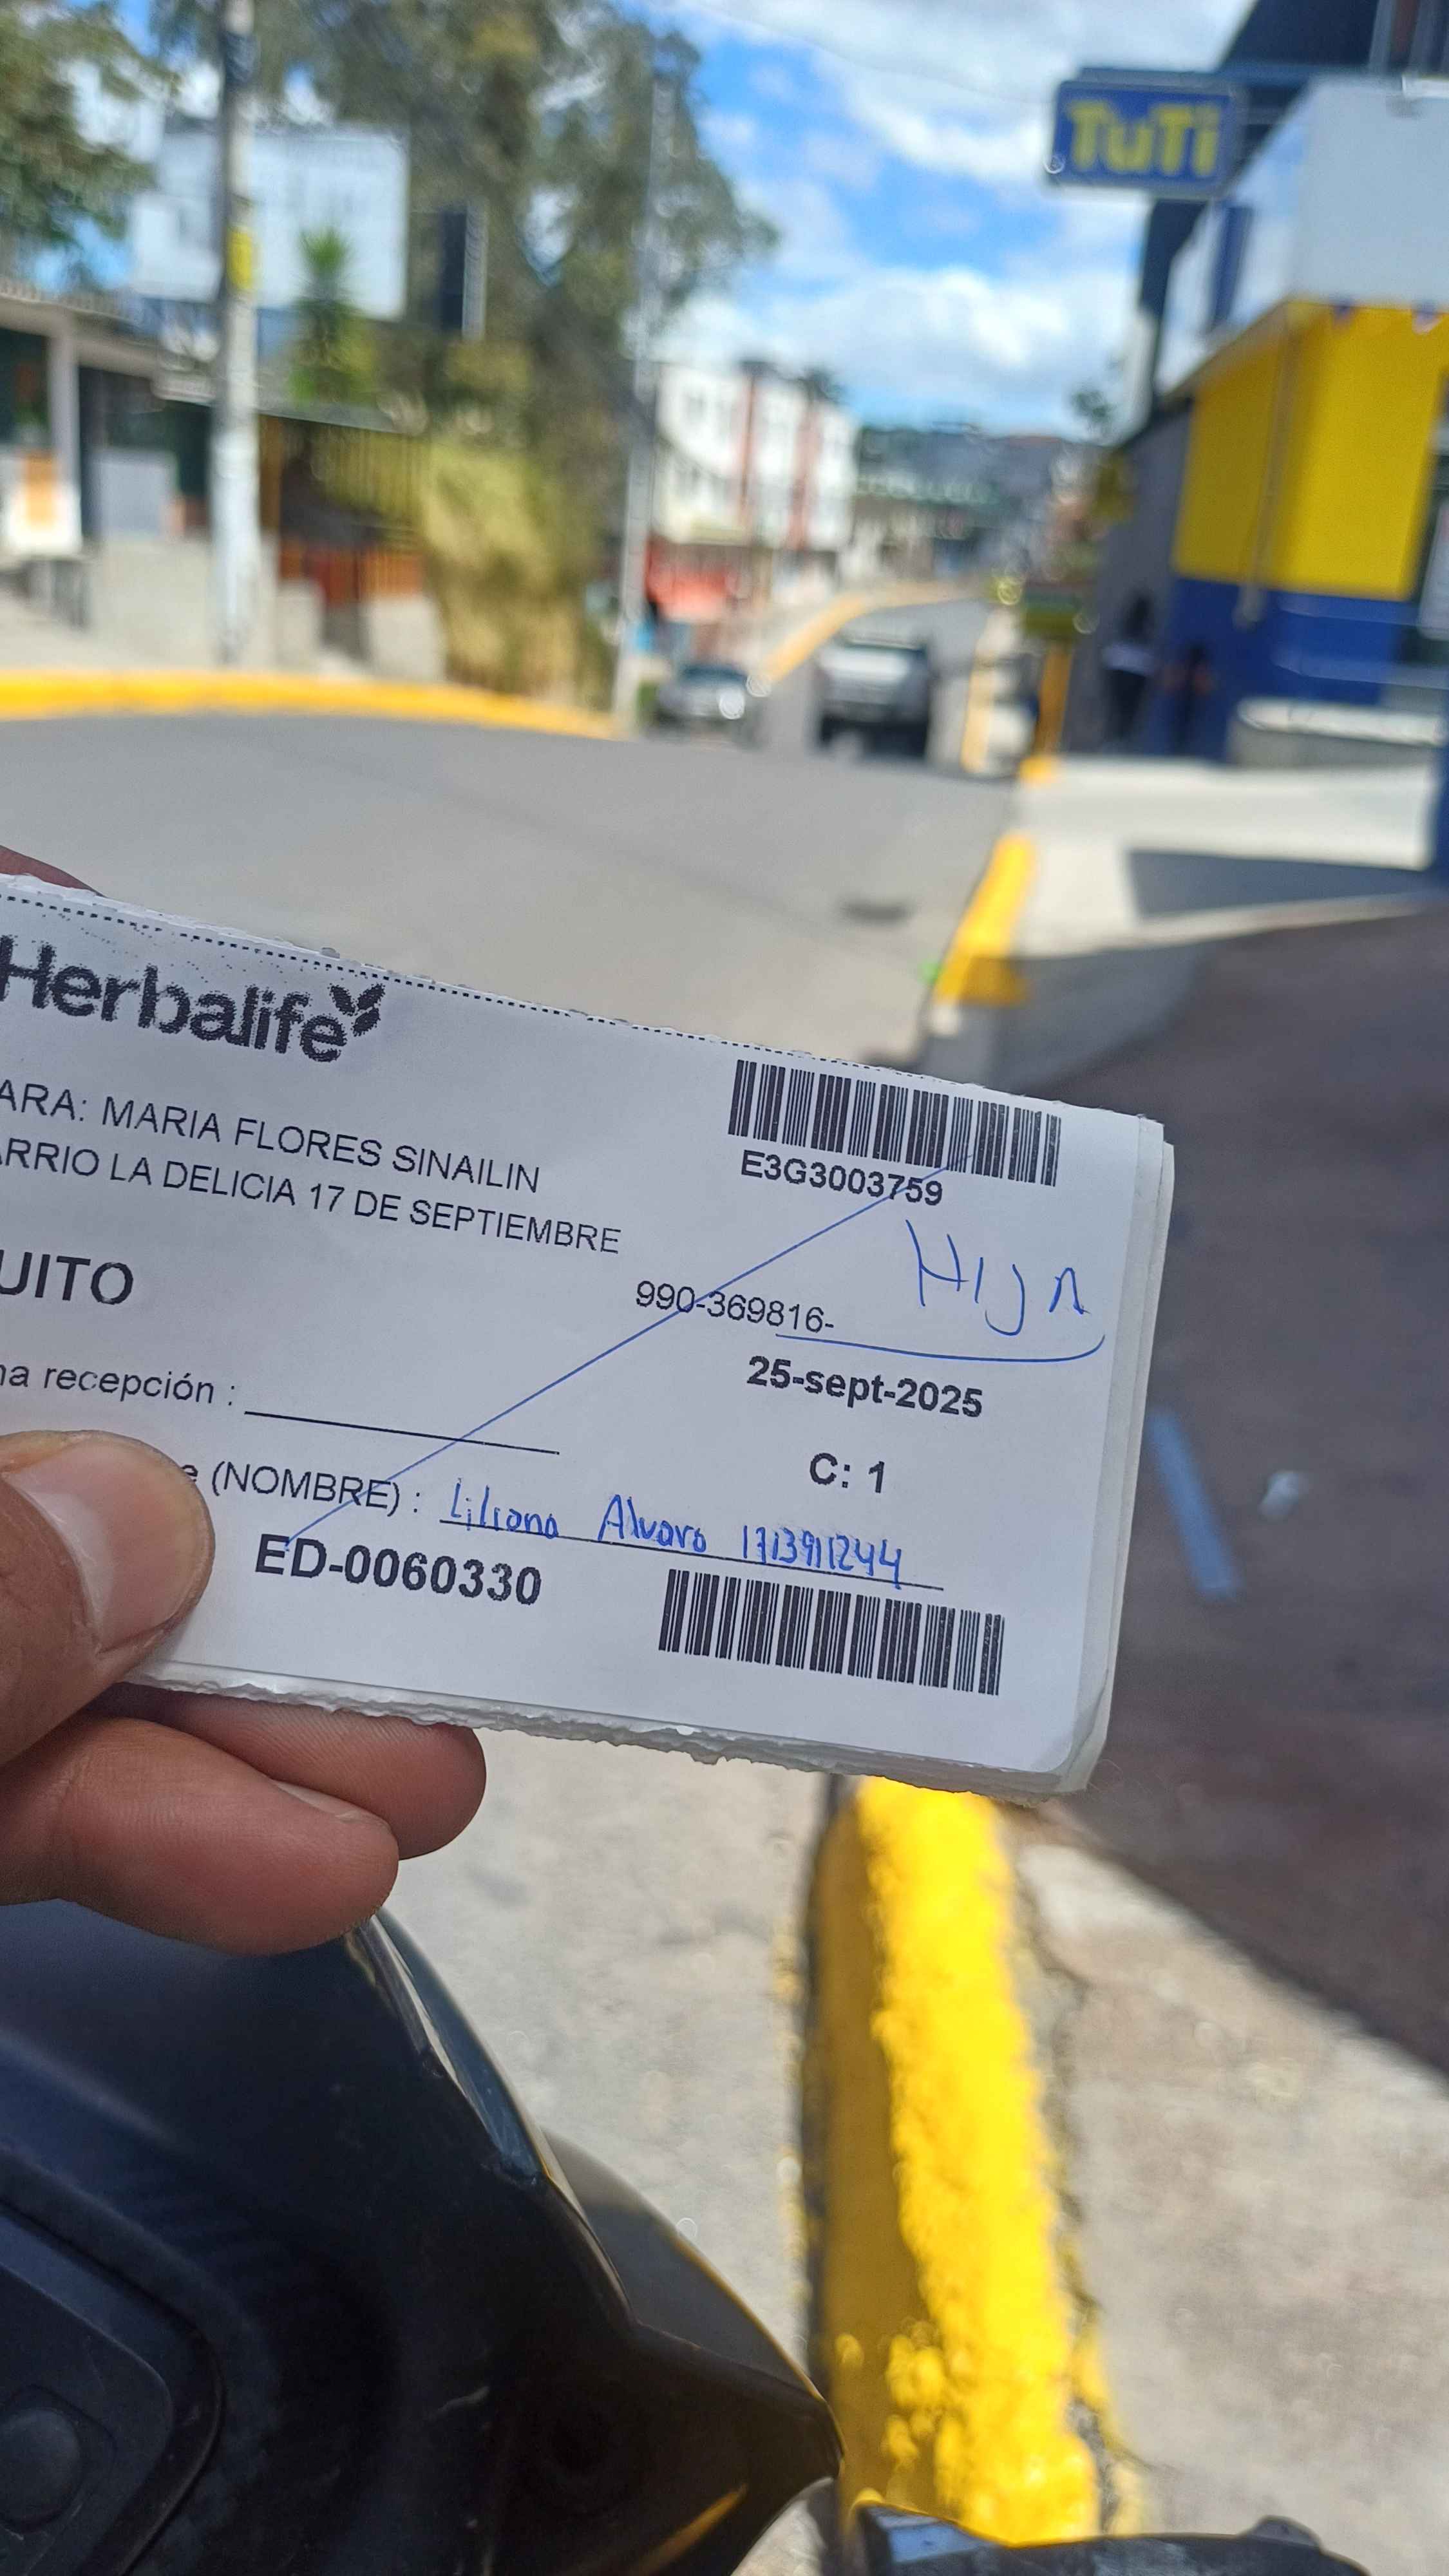 TuTi
Herbalife
ARA: MARIA FLORES SINAILIN
ARRIO LA DELICIA 17 DE SEPTIEMBRE
UITO
E3G3003759
Hija
990-369816-
25-sept-2025
na recepción :
C: 1
e (NOMBRE) : Liliana Alvaro 1713911244
ED-0060330